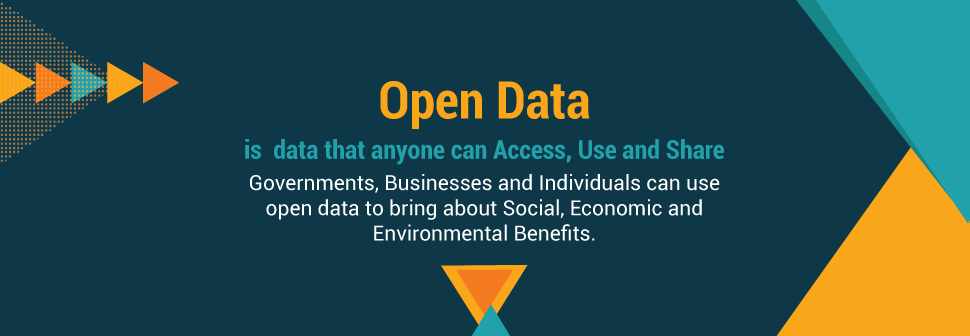 Open Data
is data that anyone can Access, Use and Share
Governments, Businesses and Individuals can use
open data to bring about Social, Economic and
Environmental Benefits.